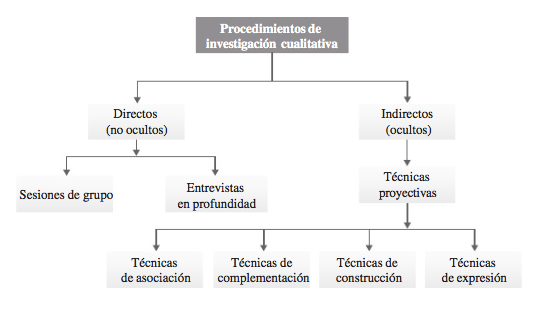 Procedimientos de
investigación cualitativa
Directos
(no ocultos)
Indirectos
(ocultos)
Sesiones de grupo
Entrevistas
en profundidad
Técnicas
proyectivas
Técnicas
de asociación
Técnicas de
complementación
Técnicas de
construcción
Técnicas
de expresión